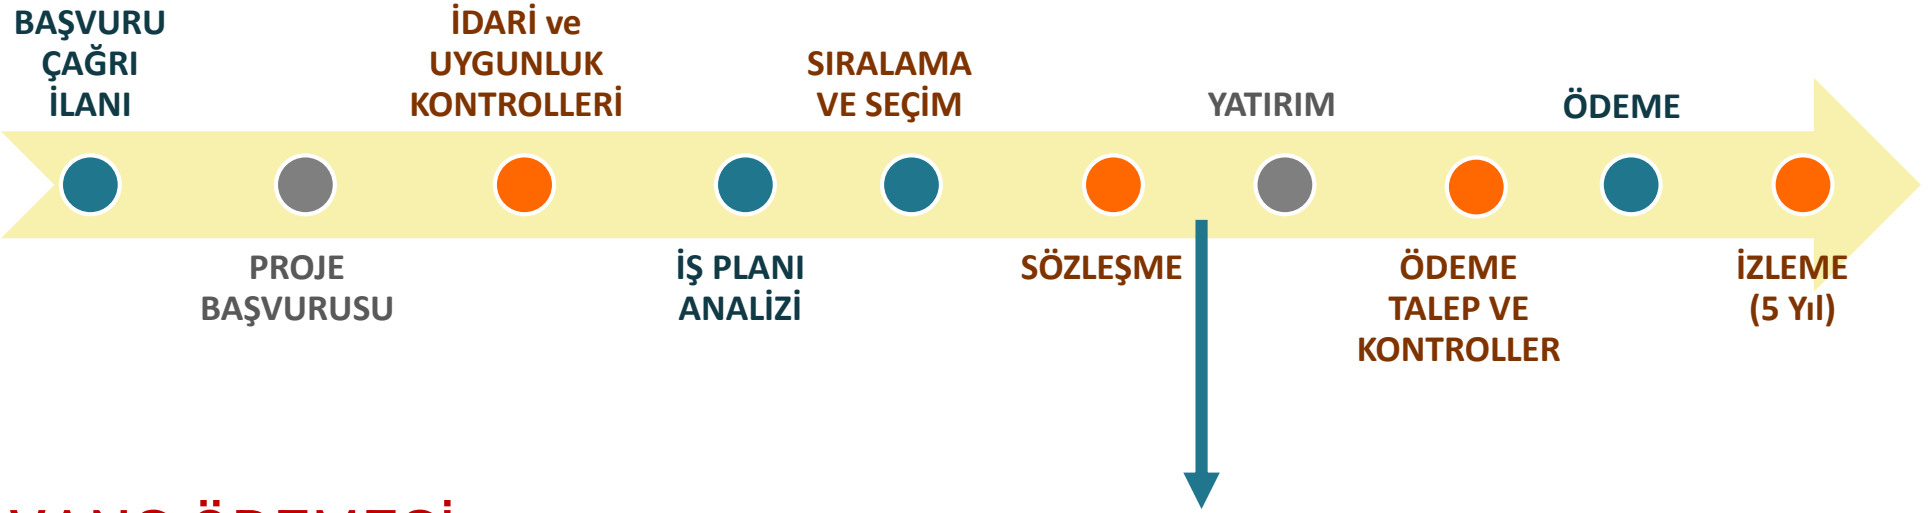 BAŞVURU
ÇAĞRI
İLANI
PROJE
BAŞVURUSU
İDARİ ve
UYGUNLUK
KONTROLLERİ
İŞ PLANI
ANALİZİ
SIRALAMA
VE SEÇİM
SÖZLEŞME
YATIRIM
ÖDEME
TALEP VE
KONTROLLER
ÖDEME
İZLEME
(5 Yıl)